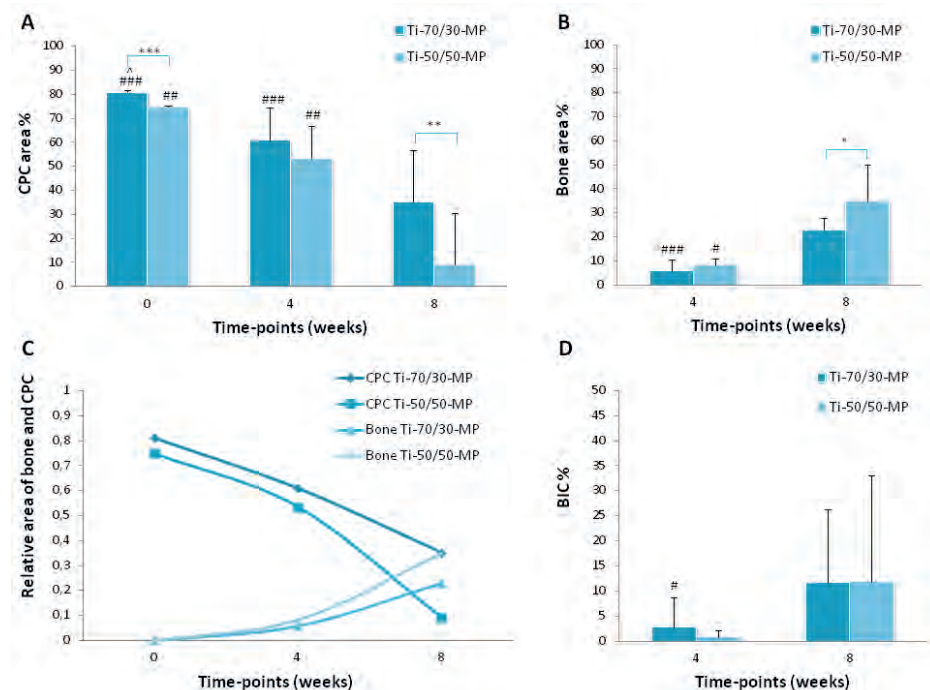 A
Ti-70/30-MP
Ti-50/50-MP
100
90
80
70
60
50
40
30
20
10
0
CPC area %
***
^
###
##
###
##
**
0
4
8
Time-points (weeks)
B
Ti-70/30-MP
Ti-50/50-MP
100
90
80
70
60
50
40
30
20
10
0
Bone area %
###
#
*
4
8
Time-points (weeks)
C
CPC Ti-70/30-MP
CPC Ti-50/50-MP
Bone Ti-70/30-MP
Bone Ti-50/50-MP
1
0,9
0,8
0,7
0,6
0,5
0,4
0,3
0,2
0,1
0
Relative area of bone and CPC
0
4
8
Time-points (weeks)
D
Ti-70/30-MP
Ti-50/50-MP
50
45
40
35
30
25
20
15
10
5
0
BIC %
#
4
8
Time-points (weeks)